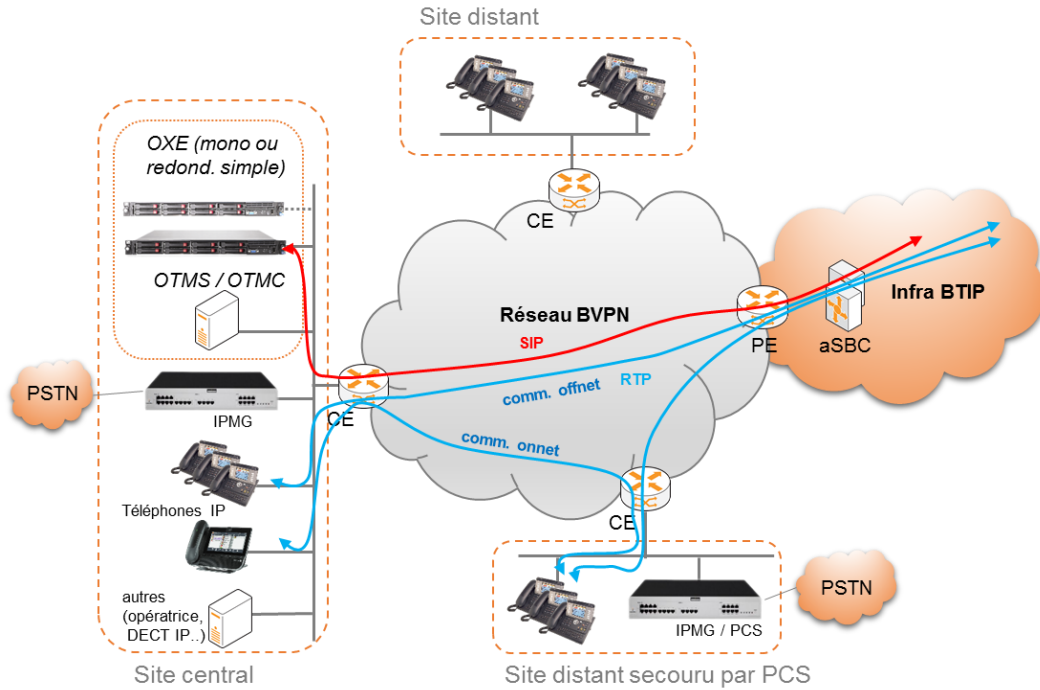 Site distant
OXE (mono ou
redond. simple)
CE
OTMS / OTMC
Réseau BVPN
Infra BTIP
SIP
PE
aSBC
PSTN
RTP
comm. offnet
IPMG
CE
comm. onnet
Téléphones IP
CE
autres
(opératrice,
DECT IP..)
PSTN
IPMG / PCS
Site central
Site distant secouru par PCS